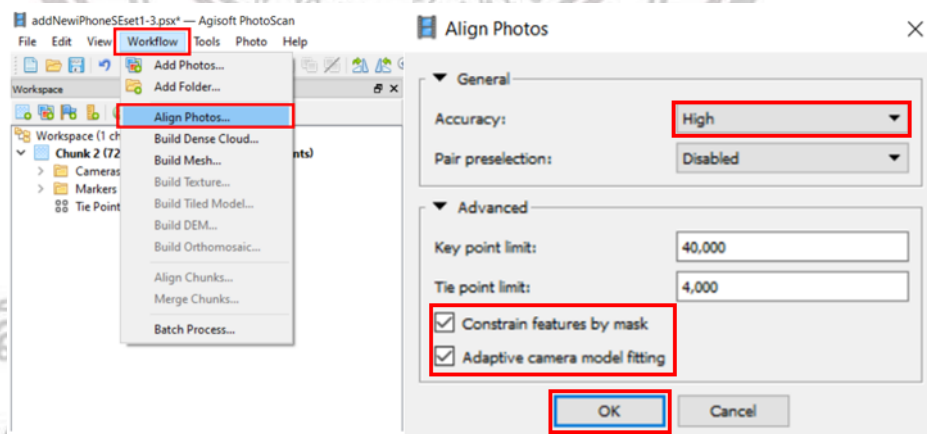 addNewiPhoneSEset1-3.psx* — Agisoft PhotoScan
File Edit View Workflow Tools Photo Help
Workspace
Workspace (1 ch
Chunk 2 (72 nts)
Cameras
Markers
Tie Point
Add Photos...
Add Folder...
Align Photos...
Build Dense Cloud...
Build Mesh...
Build Texture...
Build Tiled Model...
Build DEM...
Build Orthomosaic...
Align Chunks...
Merge Chunks...
Batch Process...
Align Photos
General
Accuracy: High
Pair preselection: Disabled
Advanced
Key point limit: 40,000
Tie point limit: 4,000
Constrain features by mask
Adaptive camera model fitting
OK Cancel